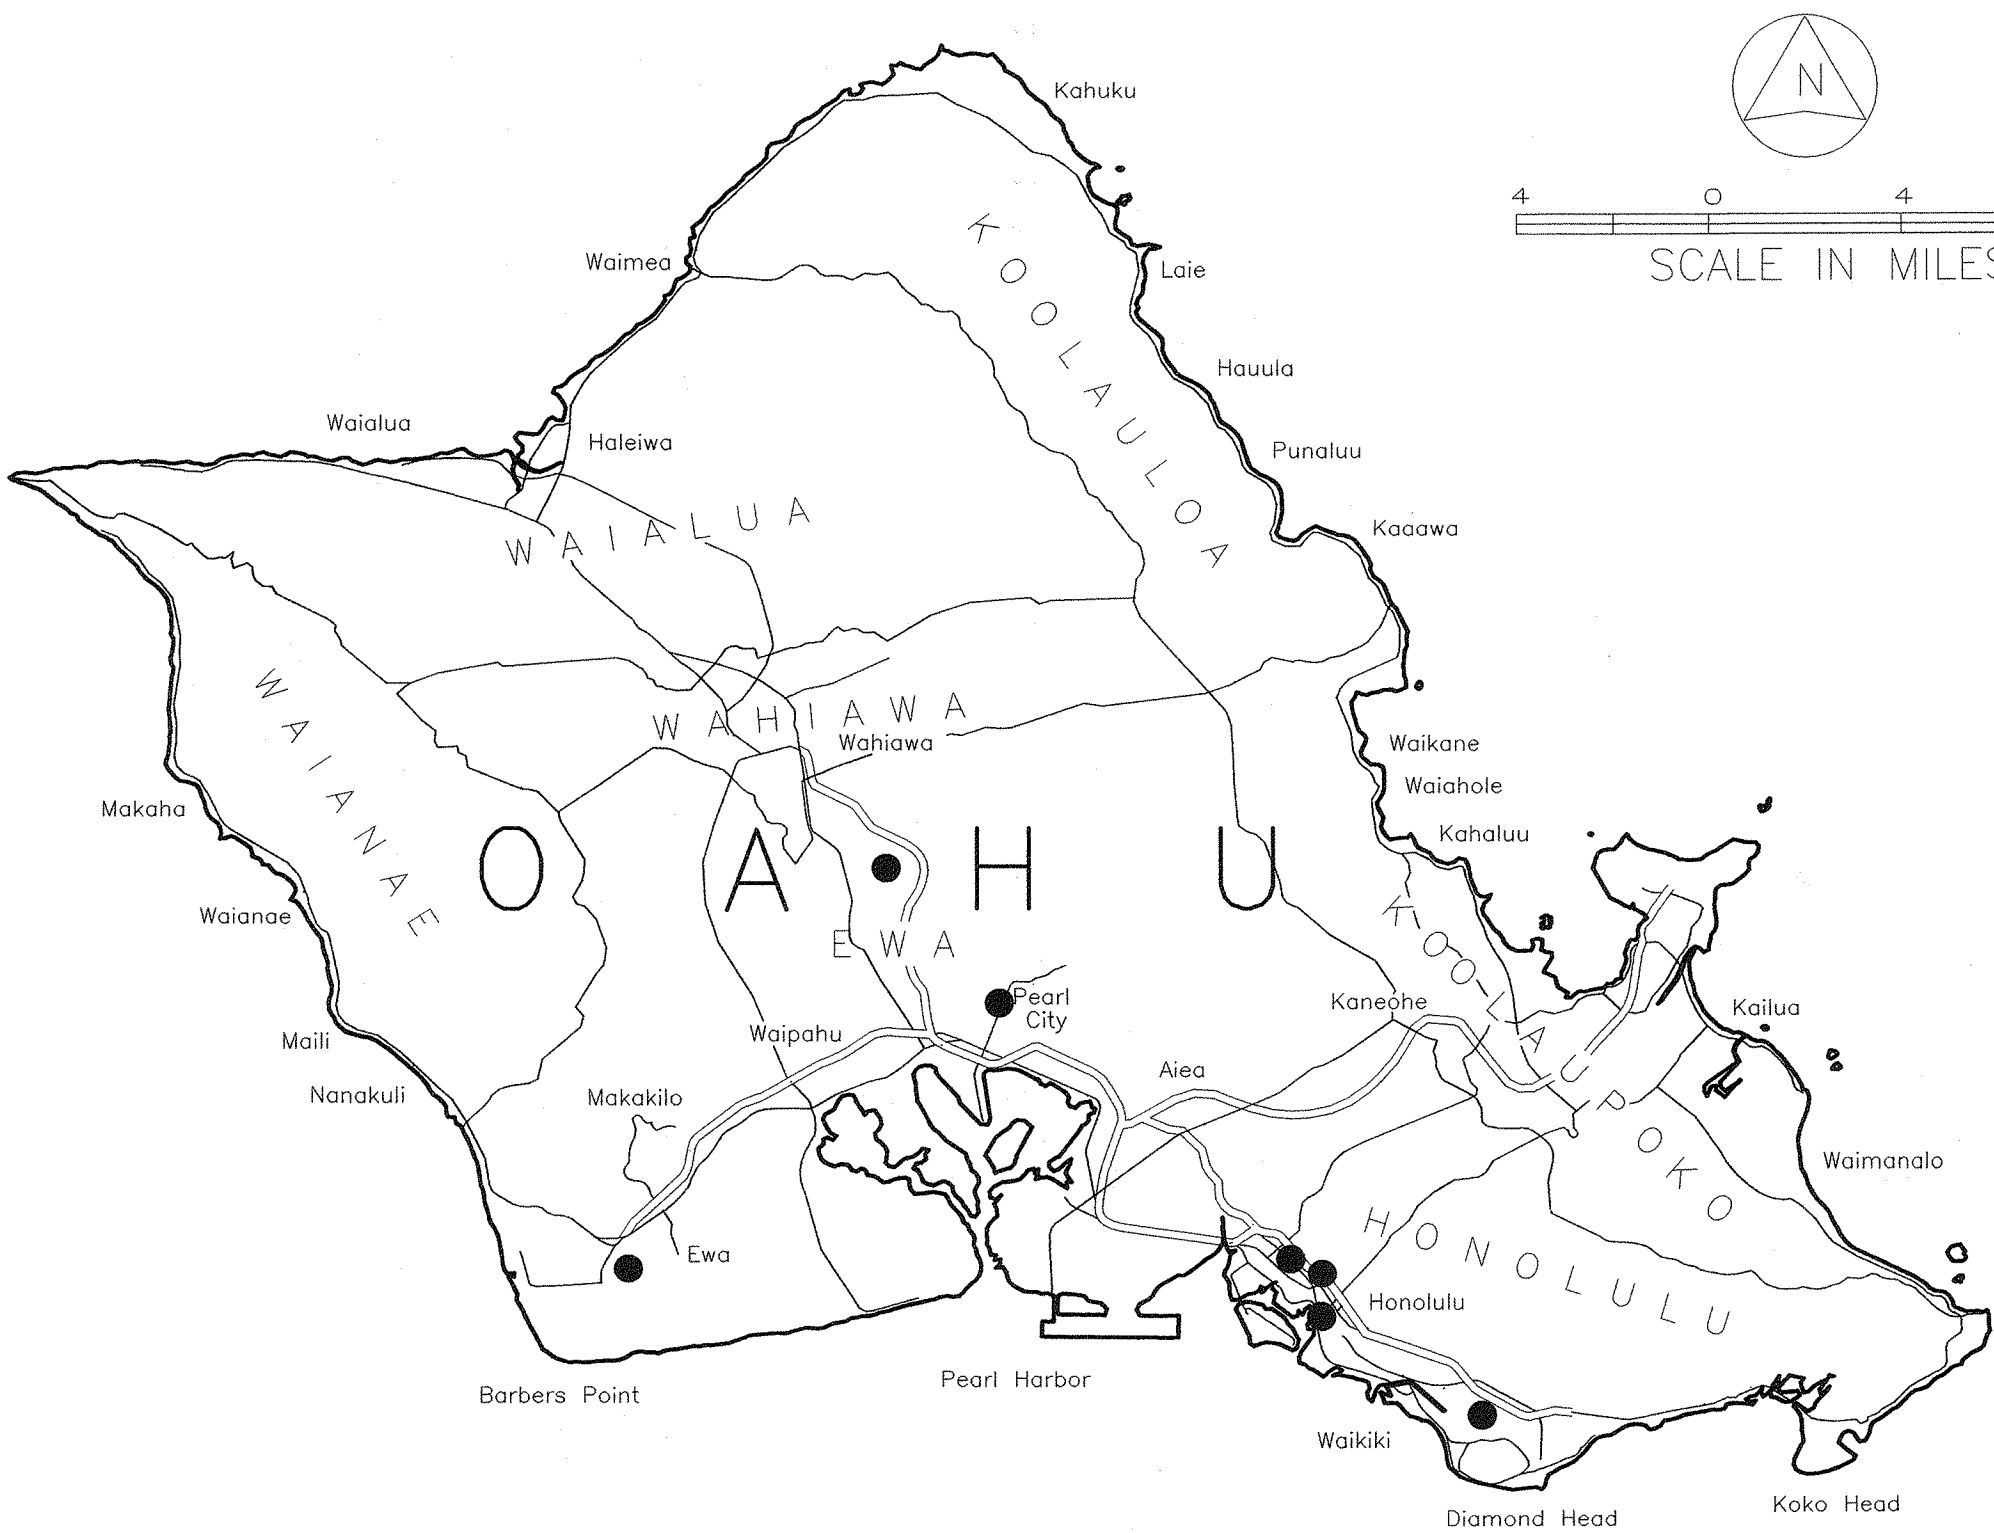 N
Kahuku
4 0 4
SCALE IN MILES
Waimea
Laie
KOOLAULOA
Hauula
Waialua
Haleiwa
Punaluu
WAIALUA
Kaaawa
WAIANAE
WAHIAWA
Wahiawa
Waikane
Waiahole
Makaha
Kahaluu
OAHU
Waianae
EWA
KOOLAUPOKO
Pearl
City
Kaneohe
Kailua
Waipahu
Maili
Aiea
Nanakuli
Makakilo
Waimanalo
HONOLULU
Ewa
Honolulu
Pearl Harbor
Barbers Point
Waikiki
Koko Head
Diamond Head